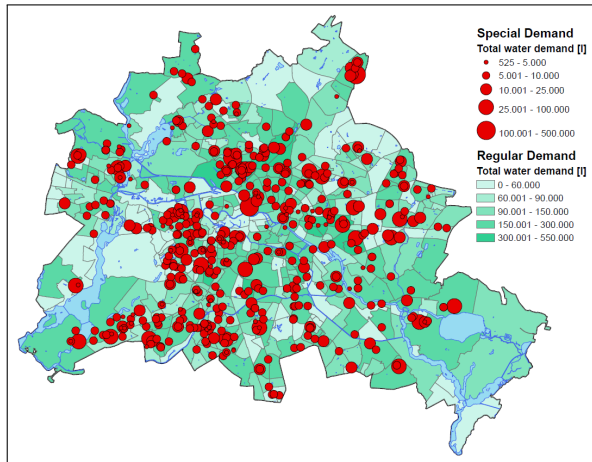 Special Demand
Total water demand [l]
525 - 5.000
5.001 - 10.000
10.001 - 25.000
25.001 - 100.000
100.001 - 500.000
Regular Demand
Total water demand [l]
0 - 60.000
60.001 - 90.000
90.001 - 150.000
150.001 - 300.000
300.001 - 550.000